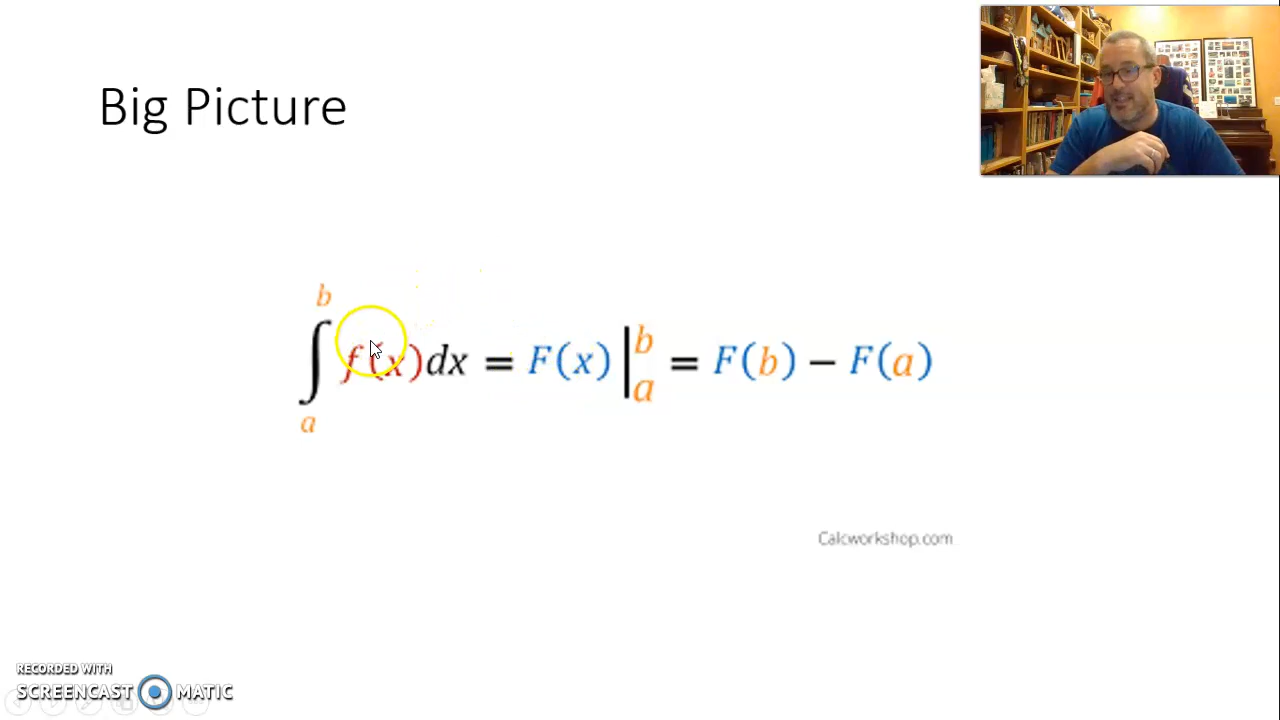 Big Picture
∫ₐᵇ f(x)dx = F(x) |ₐᵇ = F(b) − F(a)
Calcworkshop.com
RECORDED WITH
SCREENCAST MATIC